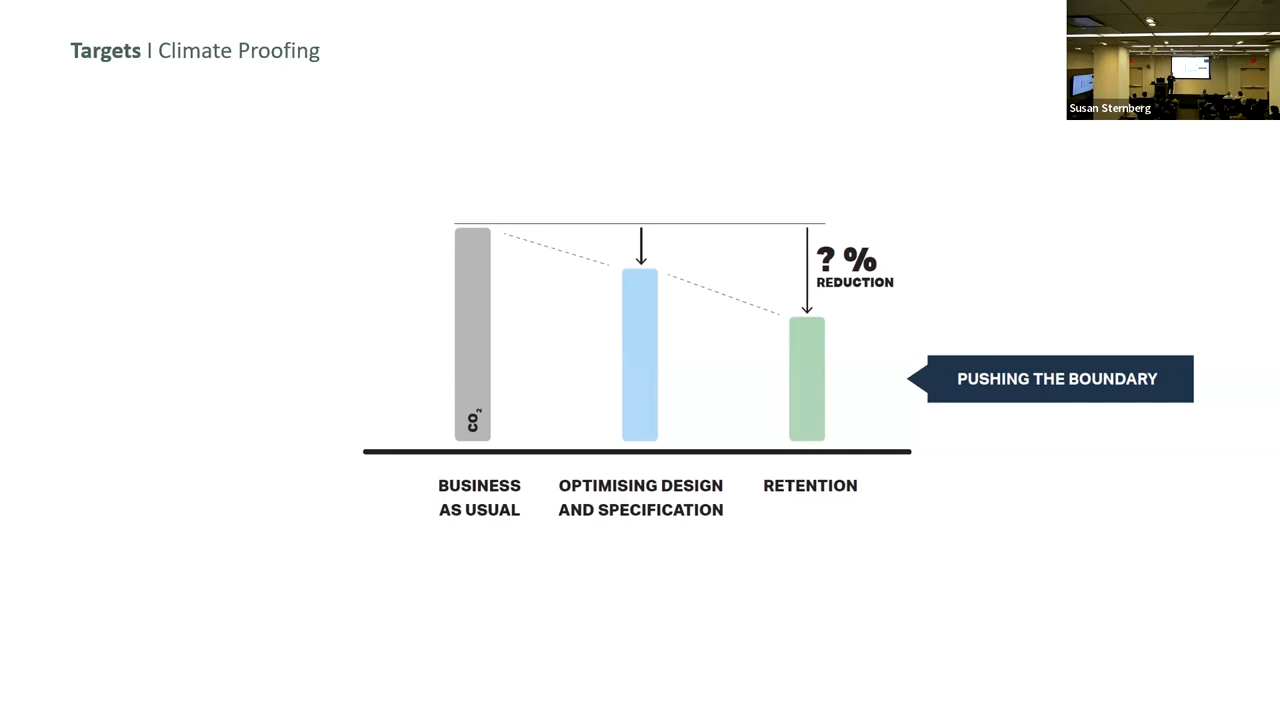 Targets I Climate Proofing
Susan Sternberg
? %
REDUCTION
PUSHING THE BOUNDARY
CO₂
BUSINESS
AS USUAL
OPTIMISING DESIGN
AND SPECIFICATION
RETENTION